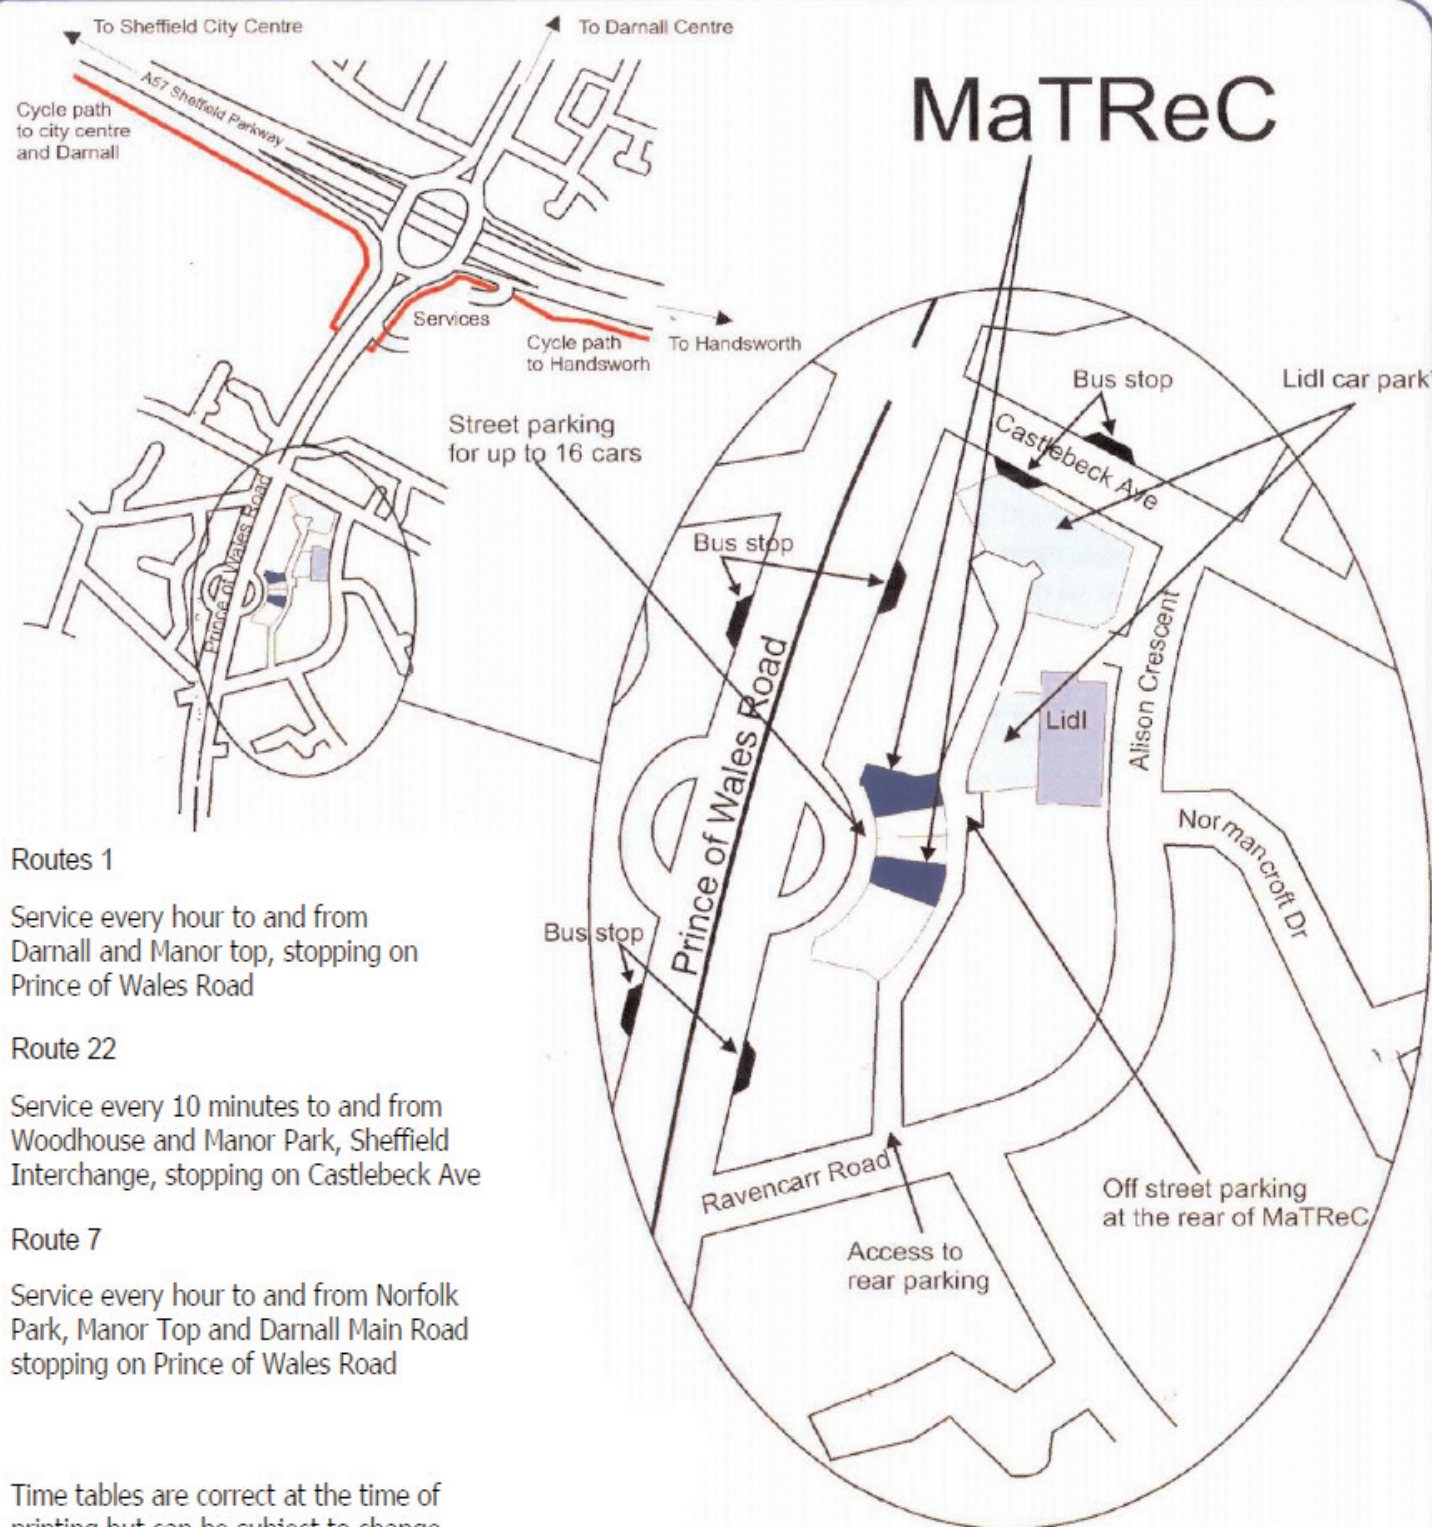 To Sheffield City Centre
To Darnall Centre
A57 Sheffield Parkway
Cycle path
to city centre
and Darnall
MaTReC
Services
Cycle path
to Handsworh
To Handsworth
Street parking
for up to 16 cars
Bus stop
Lidl car park
Castlebeck Ave
Bus stop
Prince of Wales Road
Prince of Wales Road
Alison Crescent
Lidl
Normancroft Dr
Bus stop
Ravencarr Road
Off street parking
at the rear of MaTReC
Access to
rear parking
Routes 1
Service every hour to and from
Darnall and Manor top, stopping on
Prince of Wales Road
Route 22
Service every 10 minutes to and from
Woodhouse and Manor Park, Sheffield
Interchange, stopping on Castlebeck Ave
Route 7
Service every hour to and from Norfolk
Park, Manor Top and Darnall Main Road
stopping on Prince of Wales Road
Time tables are correct at the time of
printing but can be subject to change